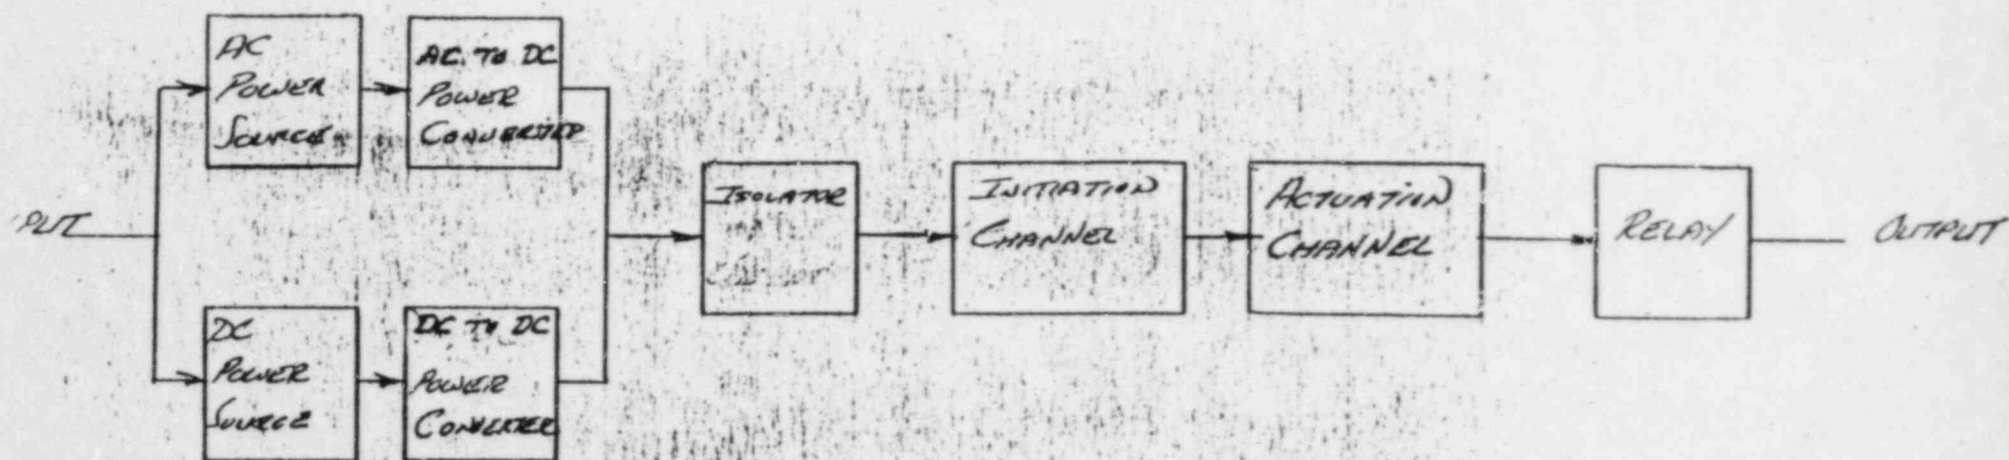 AC
POWER
SOURCE
AC. TO DC
POWER
CONVERTER
ISOLATOR
INITIATION
CHANNEL
ACTUATION
CHANNEL
RELAY
PUT
OUTPUT
DC
POWER
SOURCE
DC TO DC
POWER
CONVERTER